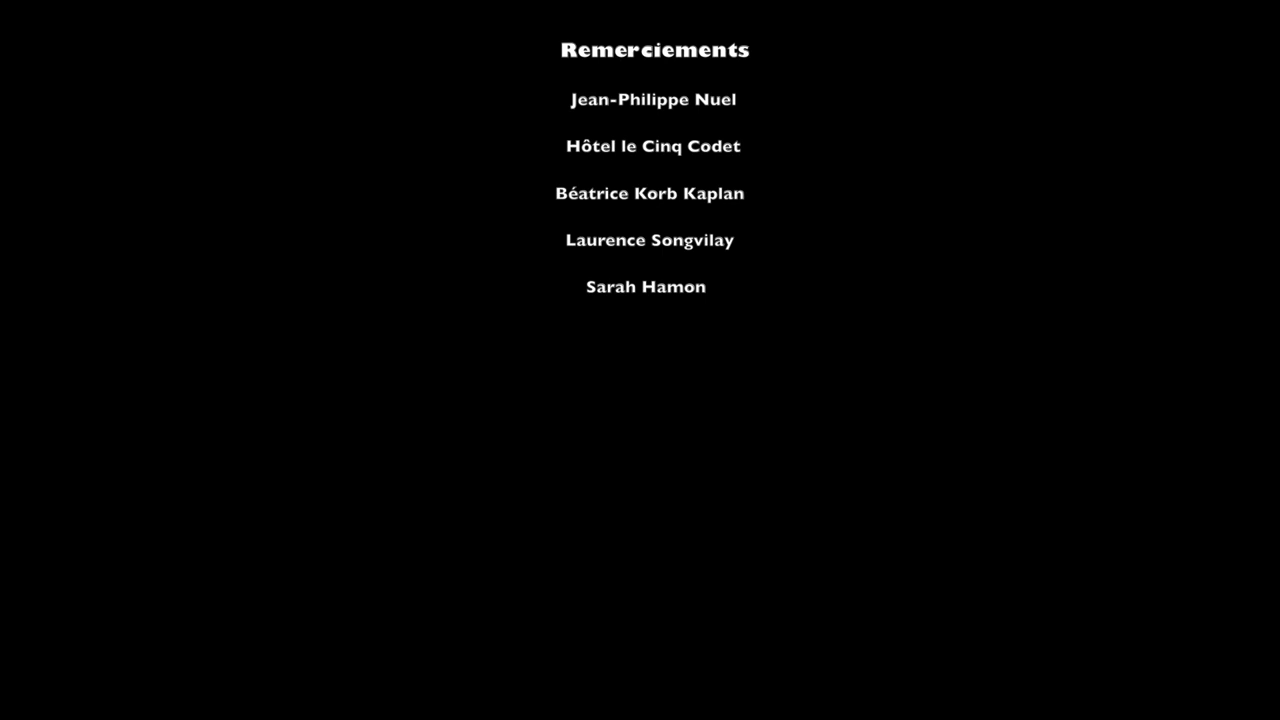 Remerciements
Jean-Philippe Nuel
Hôtel le Cinq Codet
Béatrice Korb Kaplan
Laurence Songvilay
Sarah Hamon